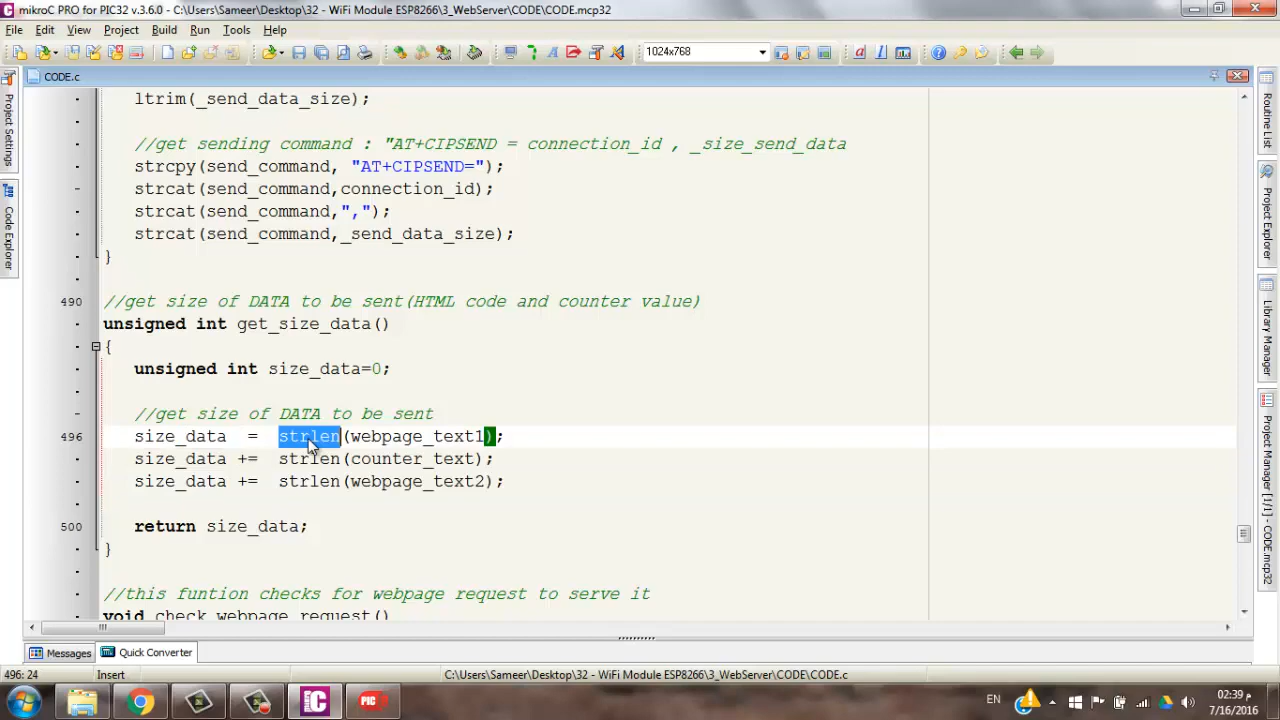 mikroC PRO for PIC32 v.3.6.0 - C:\Users\Sameer\Desktop\32 - WiFi Module ESP8266\3_WebServer\CODE\CODE.mcp32
File Edit View Project Build Run Tools Help
1024x768
CODE.c
ltrim(_send_data_size);
//get sending command : "AT+CIPSEND = connection_id , _size_send_data
strcpy(send_command, "AT+CIPSEND=");
strcat(send_command,connection_id);
strcat(send_command,",");
strcat(send_command,_send_data_size);
}
490 //get size of DATA to be sent(HTML code and counter value)
unsigned int get_size_data()
{
unsigned int size_data=0;
//get size of DATA to be sent
496 size_data = strlen(webpage_text1);
size_data += strlen(counter_text);
size_data += strlen(webpage_text2);
500 return size_data;
}
//this funtion checks for webpage request to serve it
void check_webpage_request()
Project Settings
Code Explorer
Routine List
Project Explorer
Library Manager
Project Manager [1/1] - CODE.mcp32
Messages Quick Converter
496: 24 Insert C:\Users\Sameer\Desktop\32 - WiFi Module ESP8266\3_WebServer\CODE\CODE.c
EN
02:39 م
7/16/2016